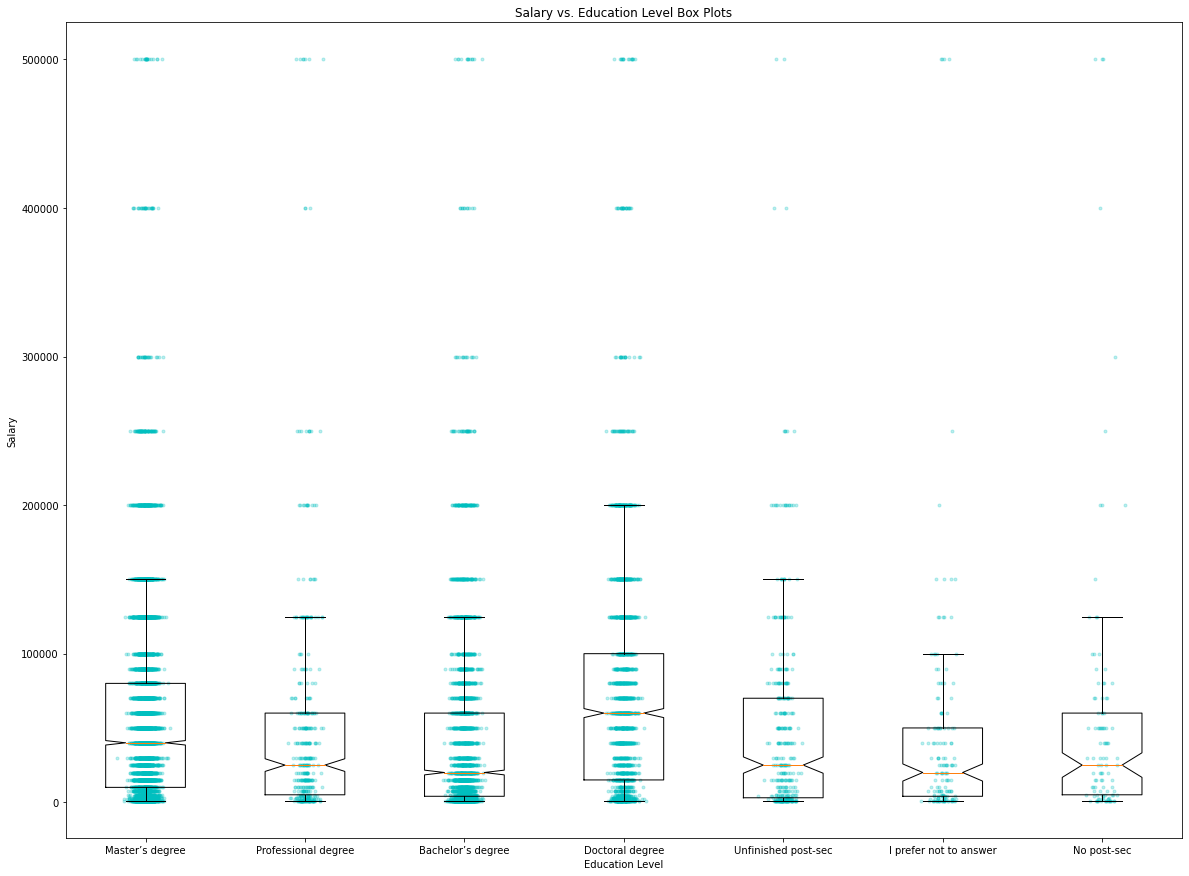 Salary vs. Education Level Box Plots
500000
400000
300000
200000
100000
0
Salary
Master’s degree
Professional degree
Bachelor’s degree
Doctoral degree
Unfinished post-sec
I prefer not to answer
No post-sec
Education Level